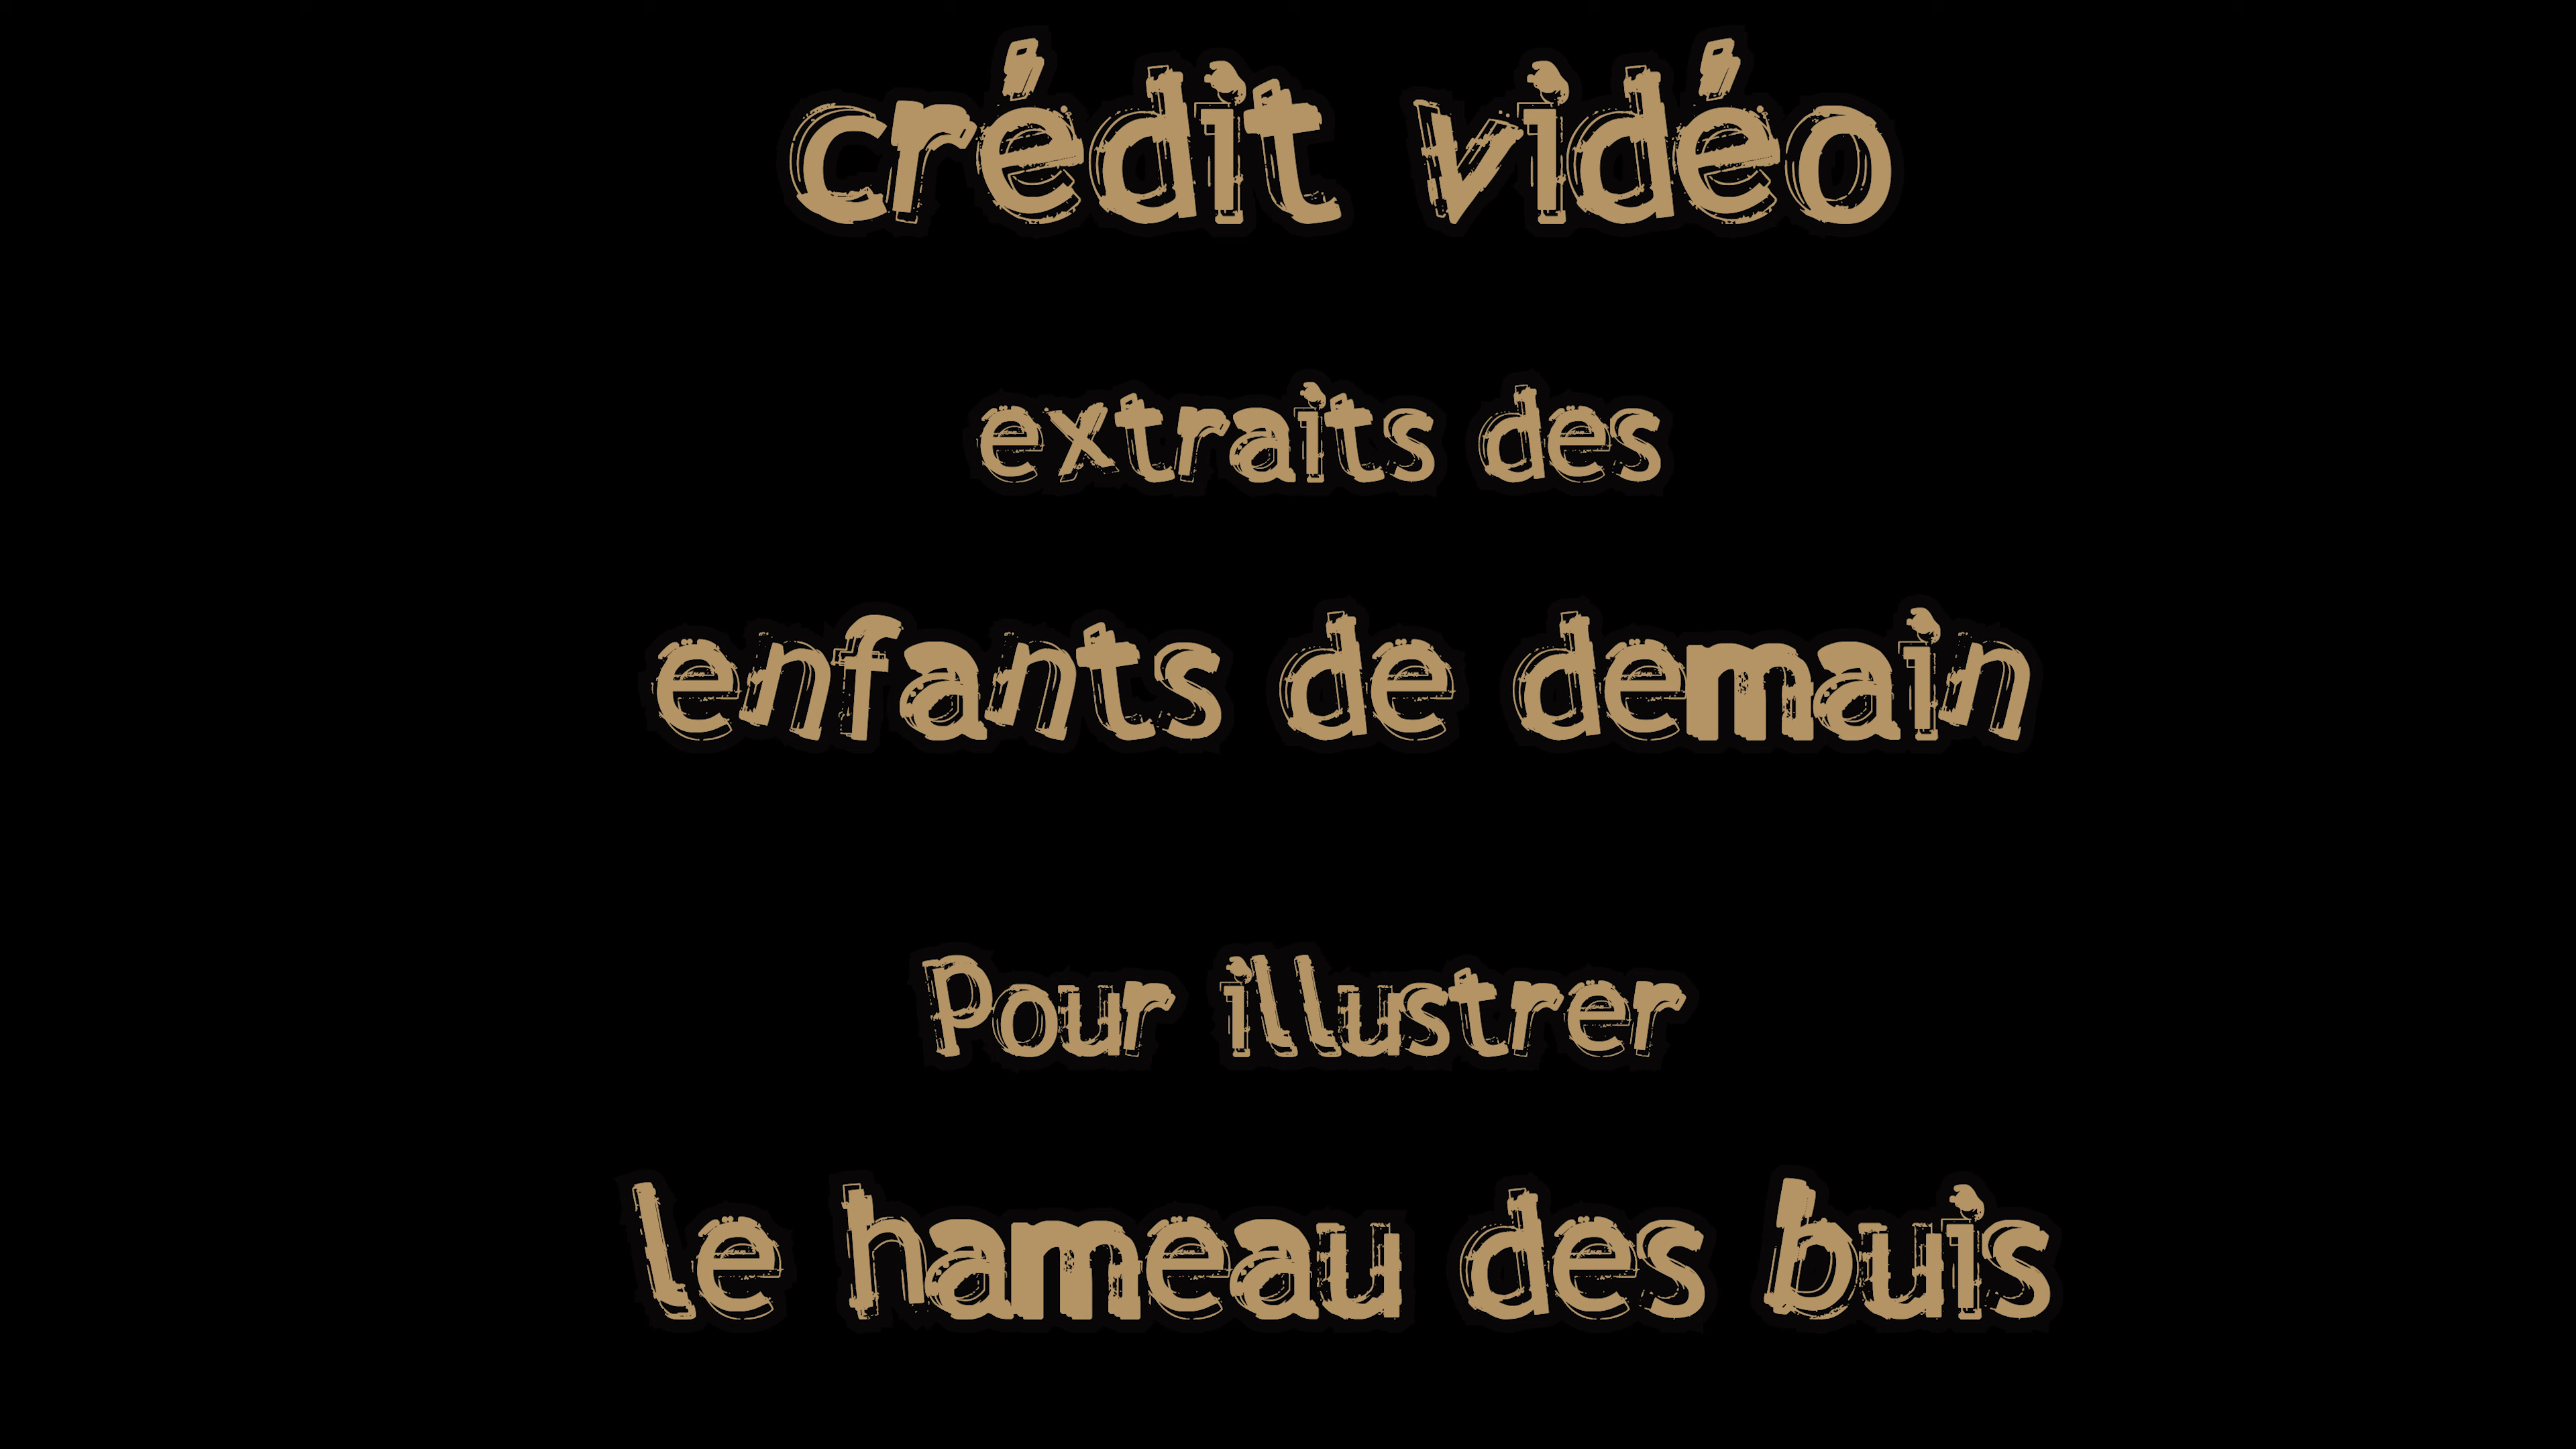 crédit vidéo
extraits des
enfants de demain
Pour illustrer
le hameau des buis